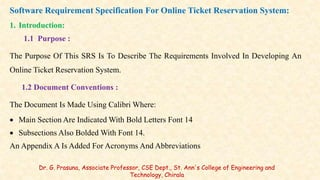 Software Requirement Specification For Online Ticket Reservation System:
1. Introduction:
1.1 Purpose :
The Purpose Of This SRS Is To Describe The Requirements Involved In Developing An
Online Ticket Reservation System.
1.2 Document Conventions :
The Document Is Made Using Calibri Where:
• Main Section Are Indicated With Bold Letters Font 14
• Subsections Also Bolded With Font 14.
An Appendix A Is Added For Acronyms And Abbreviations
Dr. G. Prasuna, Associate Professor, CSE Dept., St. Ann's College of Engineering and
Technology, Chirala